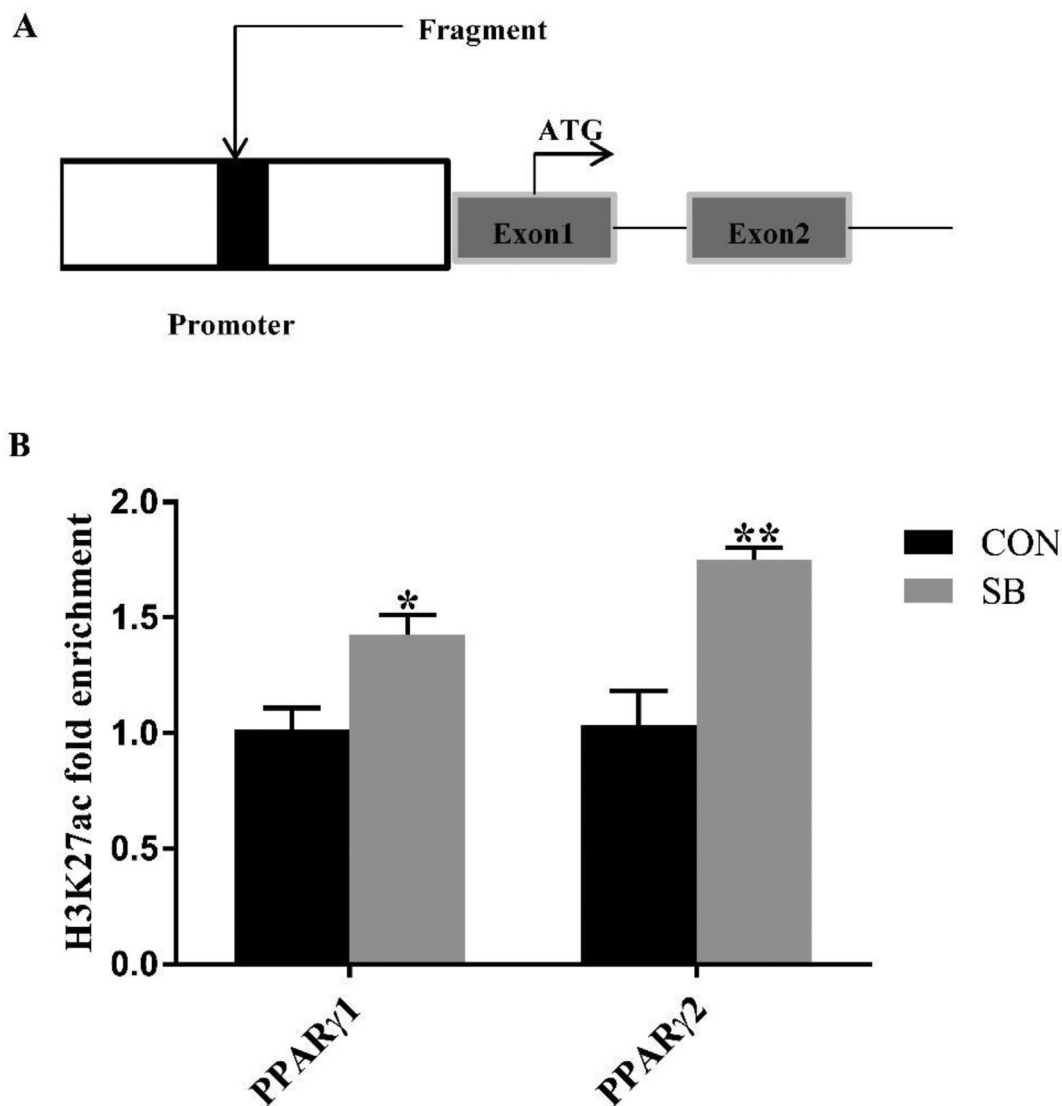 A
Fragment
ATG
Exon1
Exon2
Promoter
B
H3K27ac fold enrichment
2.0
1.5
1.0
0.5
0.0
*
**
CON
SB
PPARγ1
PPARγ2